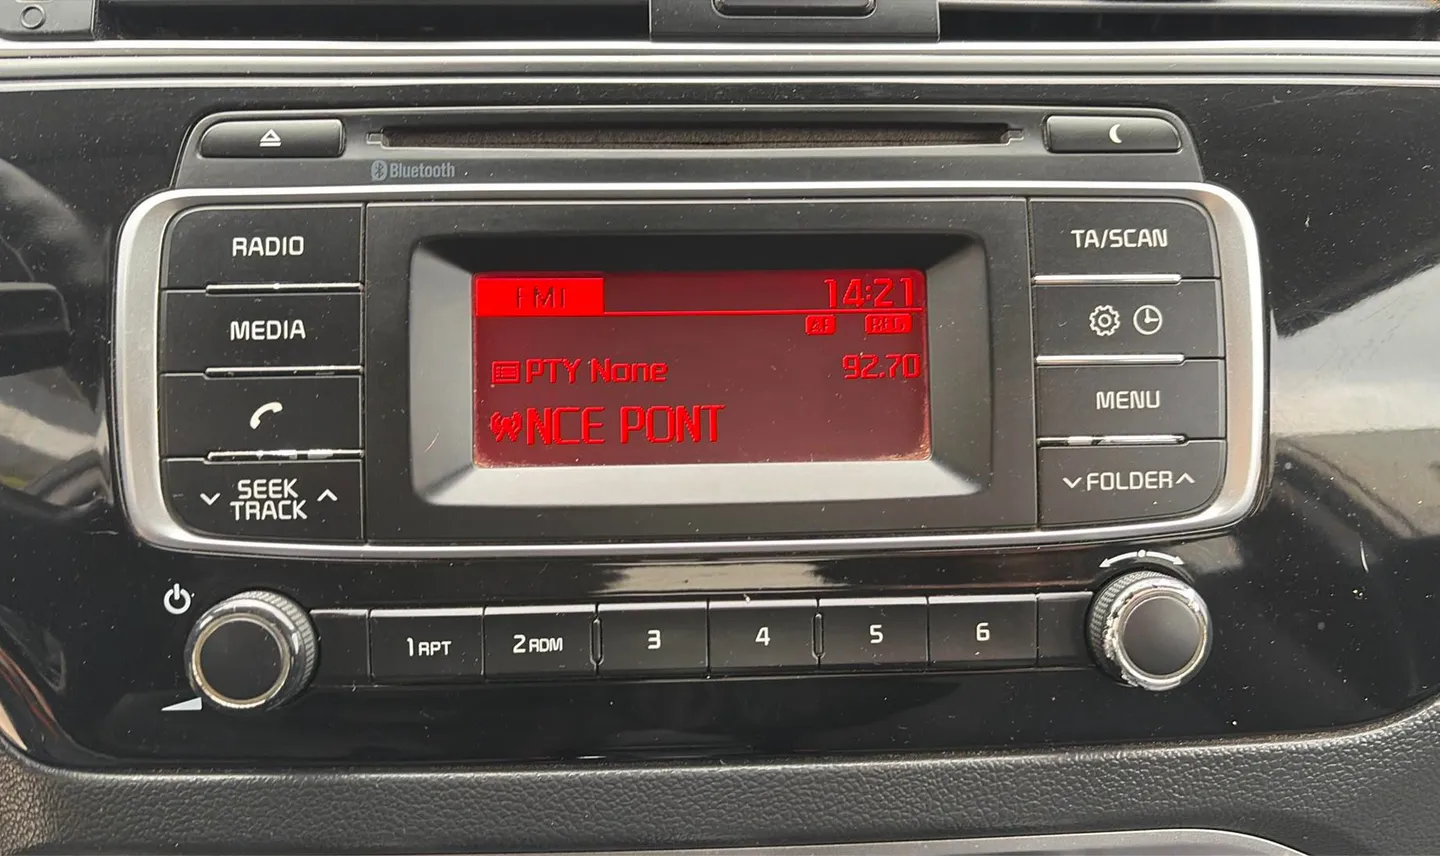 Bluetooth
RADIO
MEDIA
SEEK
TRACK
FM1
14:21
AF REG
PTY None
92.70
NCE PONT
TA/SCAN
MENU
FOLDER
1 RPT
2 RDM
3
4
5
6